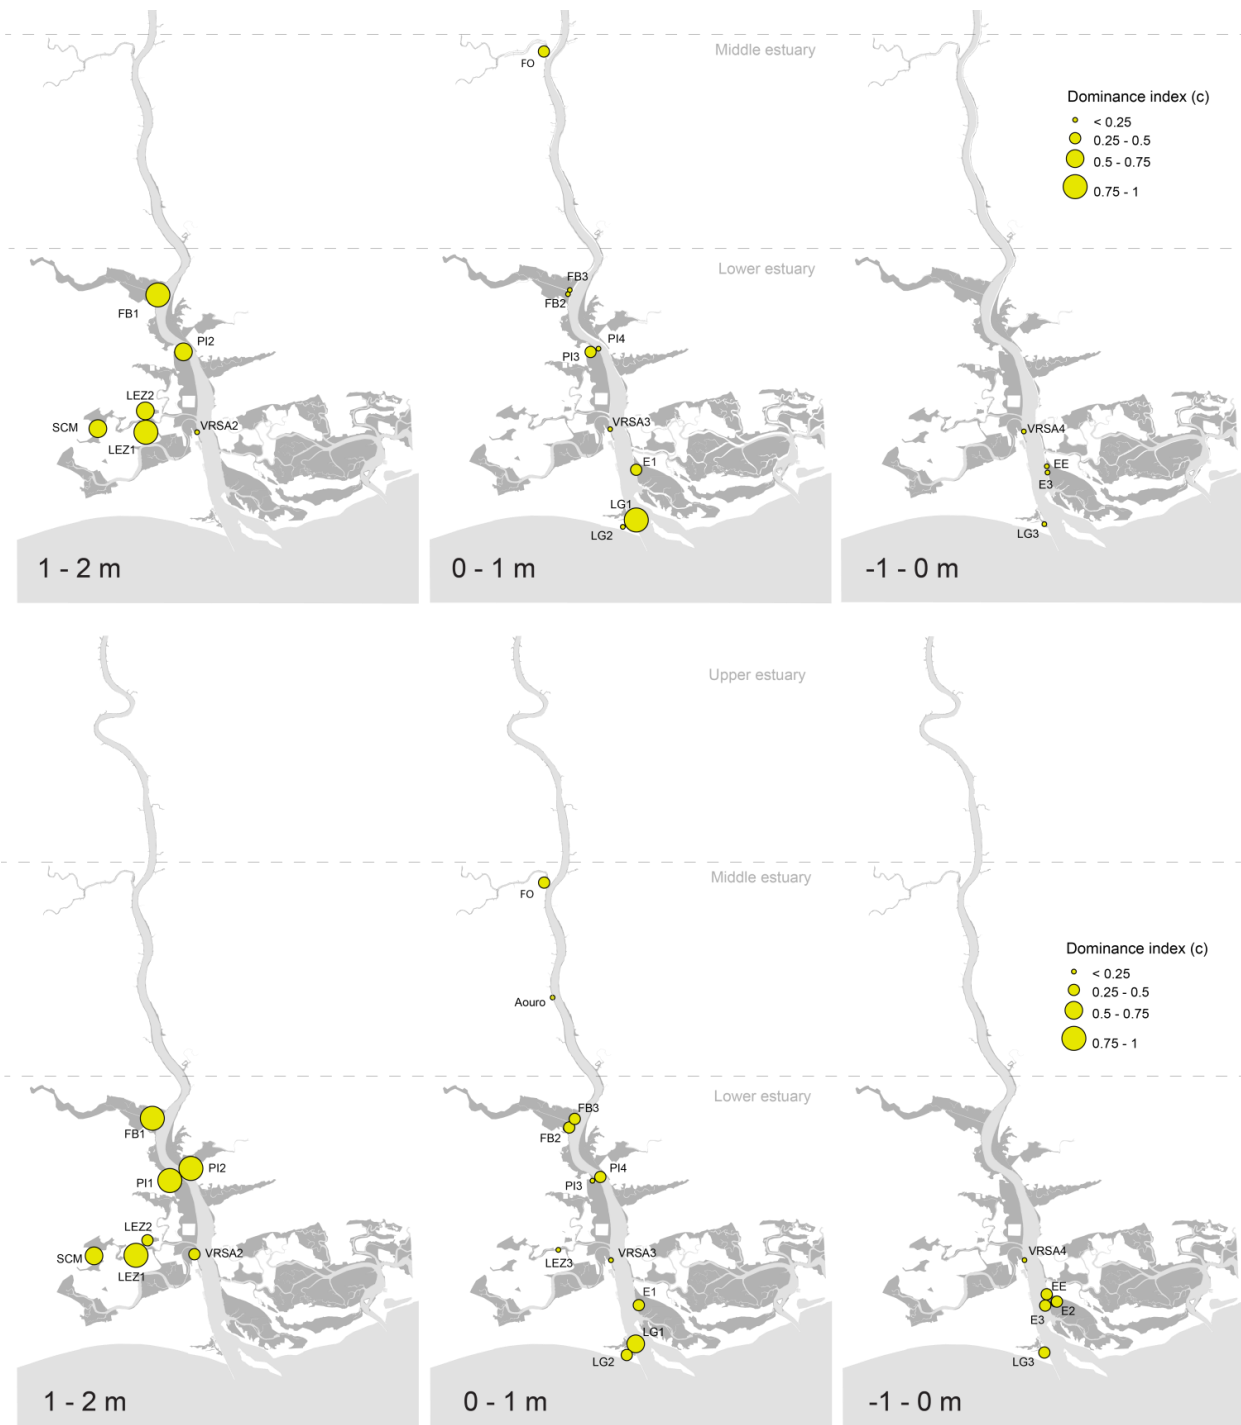 Middle estuary
FO
Dominance index (c)
< 0.25
0.25 - 0.5
0.5 - 0.75
0.75 - 1
Lower estuary
FB1
FB3
FB2
PI2
PI4
PI3
LEZ2
SCM
LEZ1
VRSA2
VRSA3
VRSA4
E1
EE
E3
LG1
LG2
LG3
1 - 2 m
0 - 1 m
-1 - 0 m
Upper estuary
Middle estuary
FO
Dominance index (c)
< 0.25
0.25 - 0.5
0.5 - 0.75
0.75 - 1
Aouro
Lower estuary
FB1
FB3
FB2
PI2
PI1
PI4
PI3
LEZ2
SCM
LEZ1
VRSA2
LEZ3
VRSA3
VRSA4
E1
EE
E2
E3
LG1
LG2
LG3
1 - 2 m
0 - 1 m
-1 - 0 m